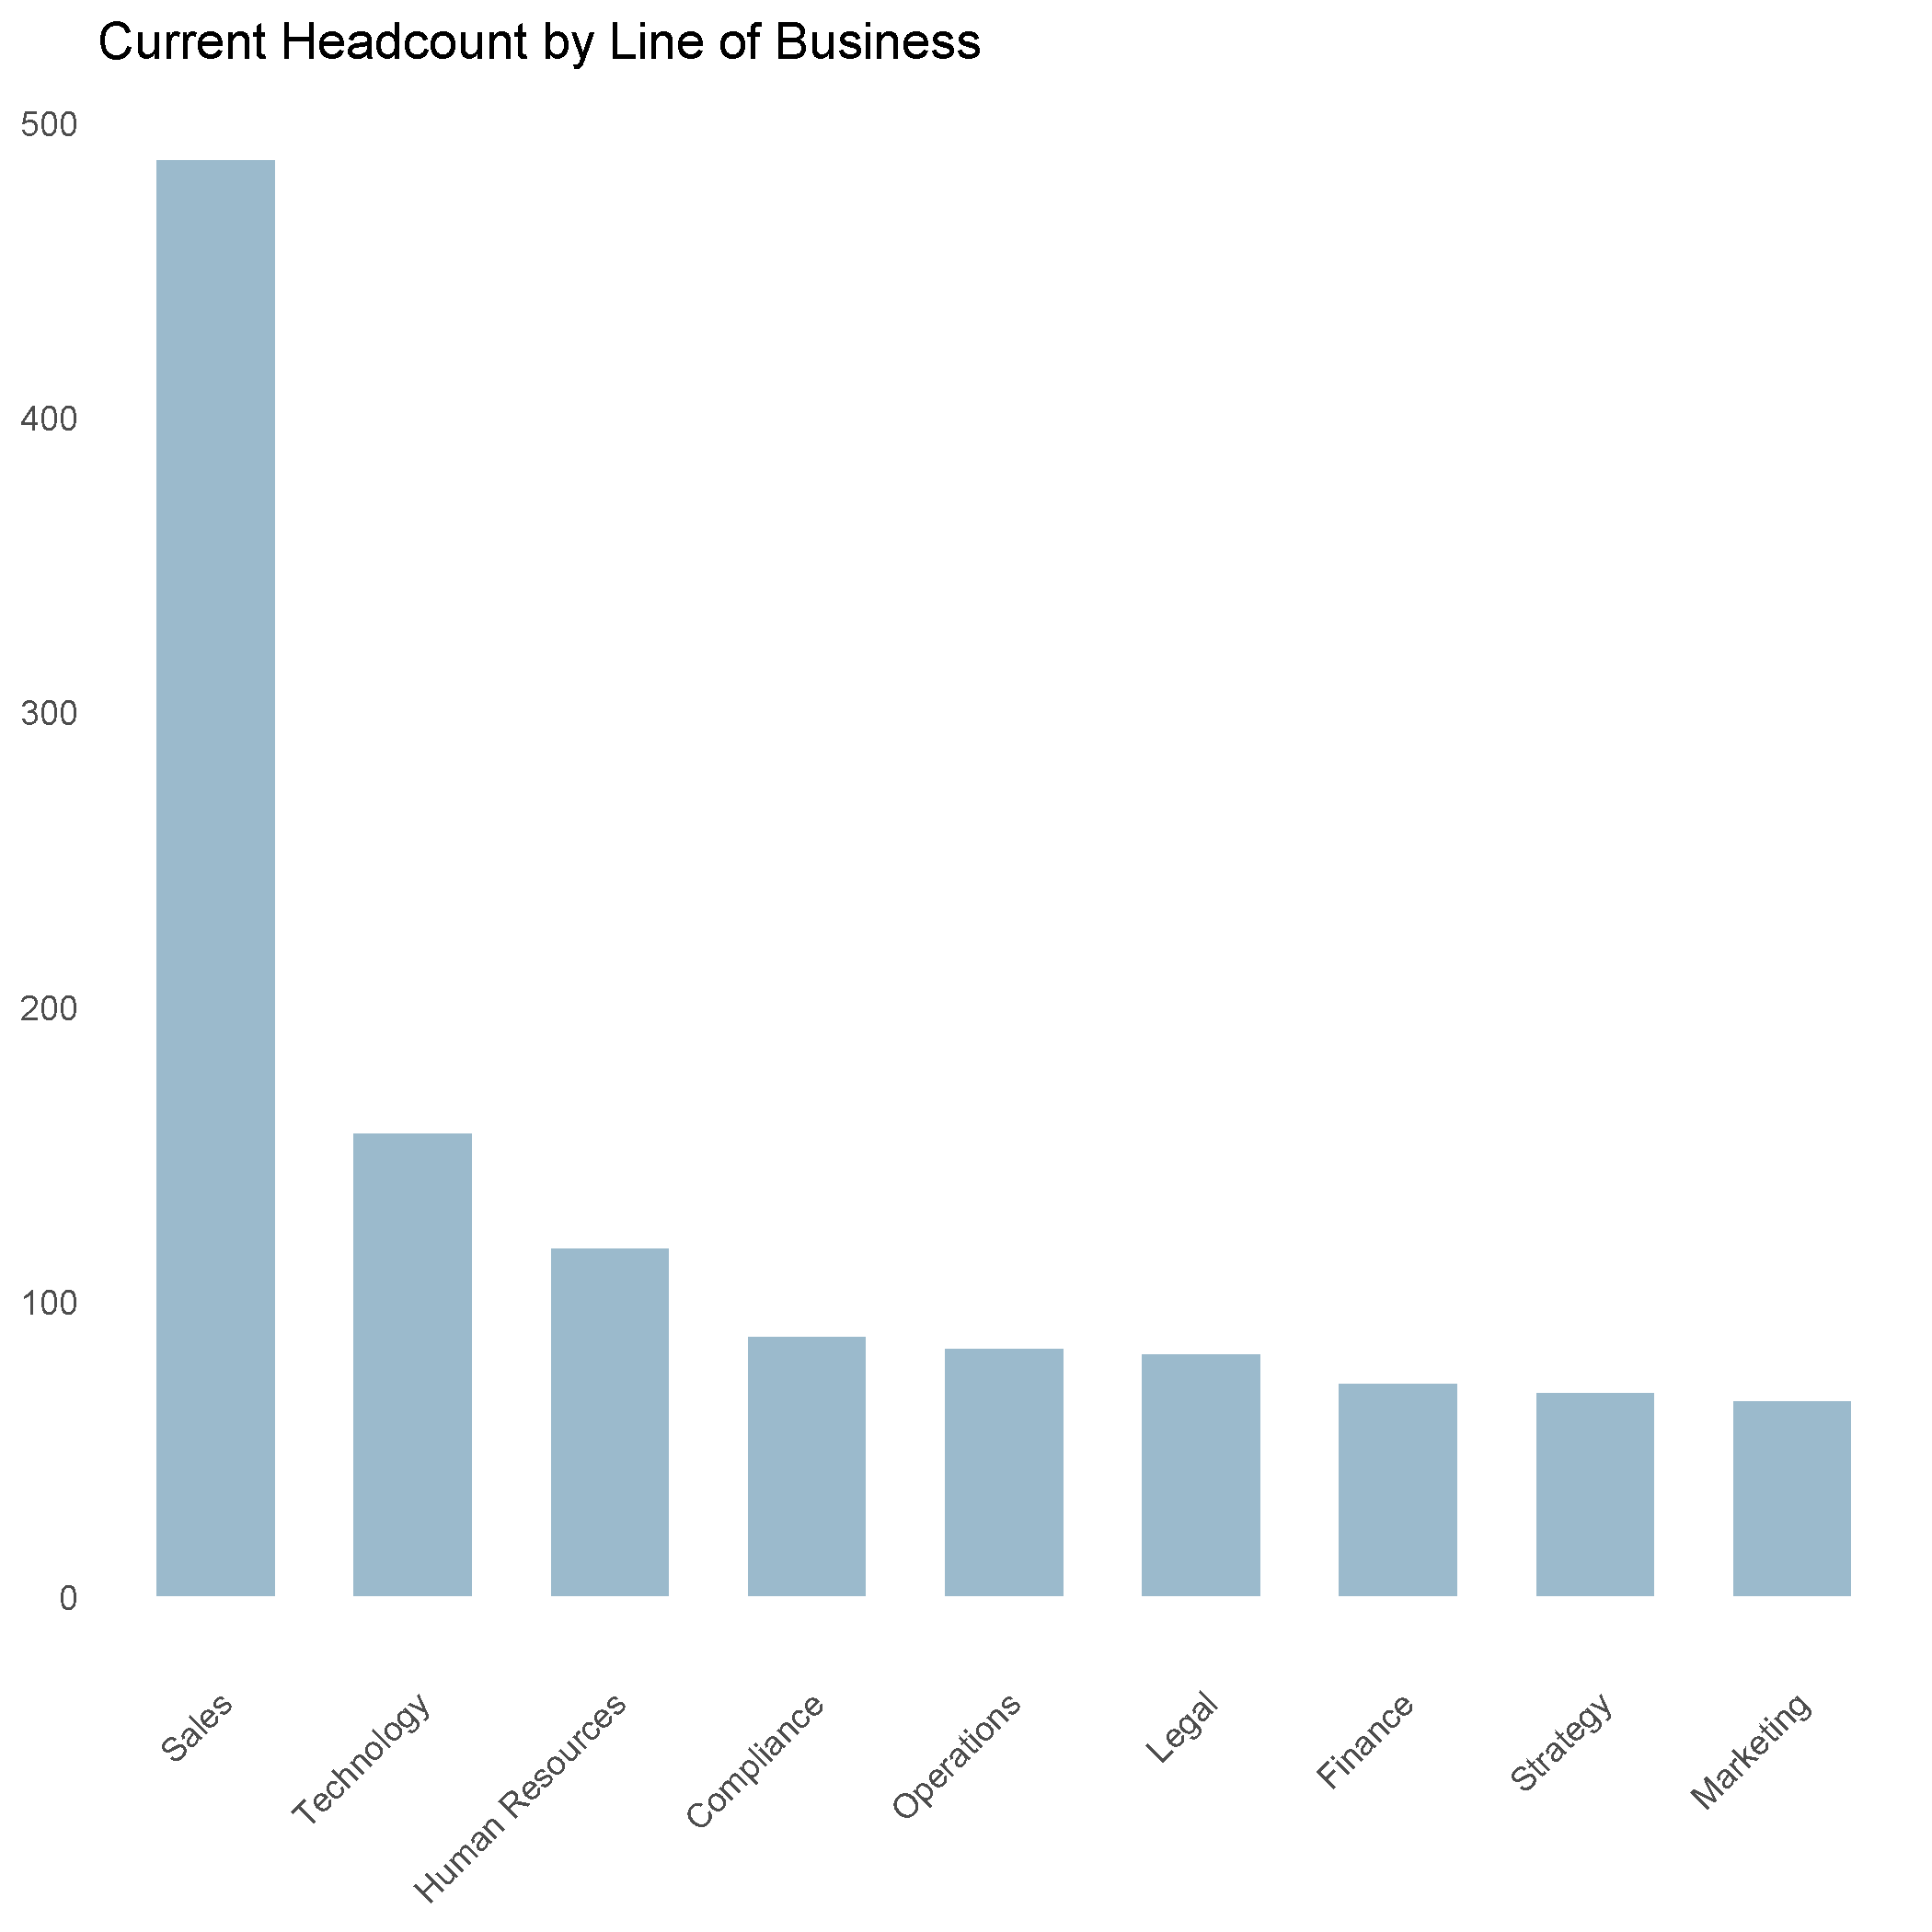 Current Headcount by Line of Business
500
400
300
200
100
0
Sales
Technology
Human Resources
Compliance
Operations
Legal
Finance
Strategy
Marketing